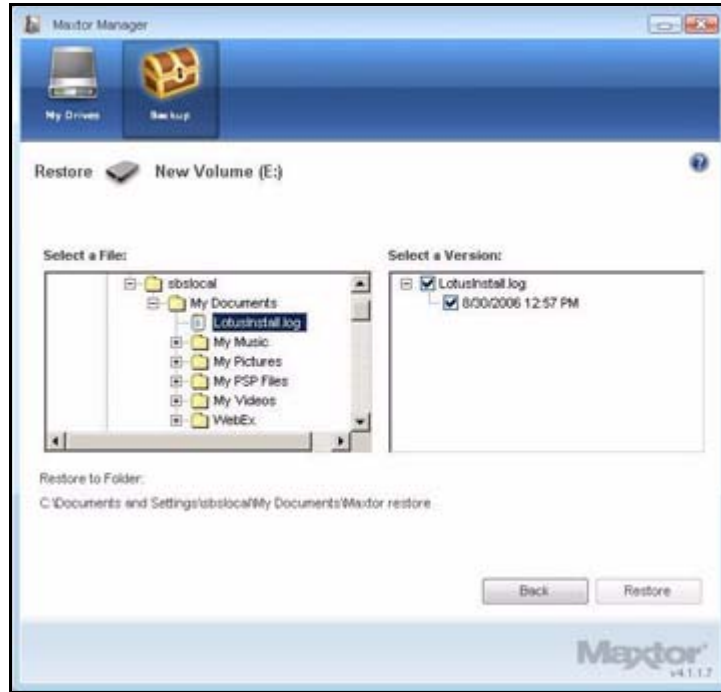 Maxtor Manager
My Drives
Backup
Restore New Volume (E:)
Select a File:
sbslocal
My Documents
LotusInstall.log
My Music
My Pictures
My PSP Files
My Videos
WebEx
Select a Version:
LotusInstall.log
8/30/2006 12:57 PM
Restore to Folder:
C:\Documents and Settings\sbslocal\My Documents\Maxtor restore
Back
Restore
Maxtor
v4.1.1.7